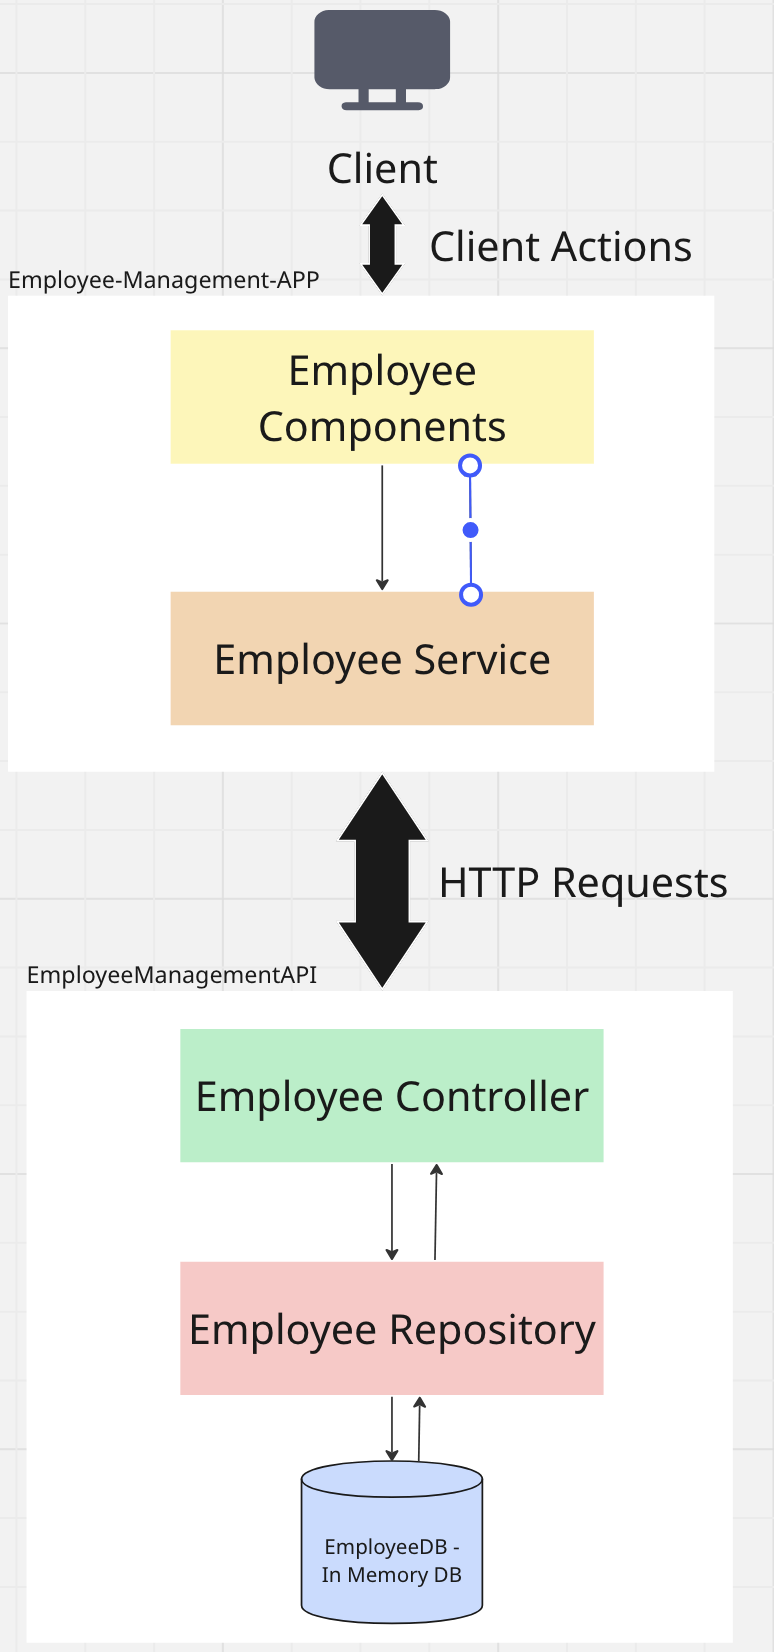 Client
Client Actions
Employee-Management-APP
Employee
Components
Employee Service
HTTP Requests
EmployeeManagementAPI
Employee Controller
Employee Repository
EmployeeDB -
In Memory DB